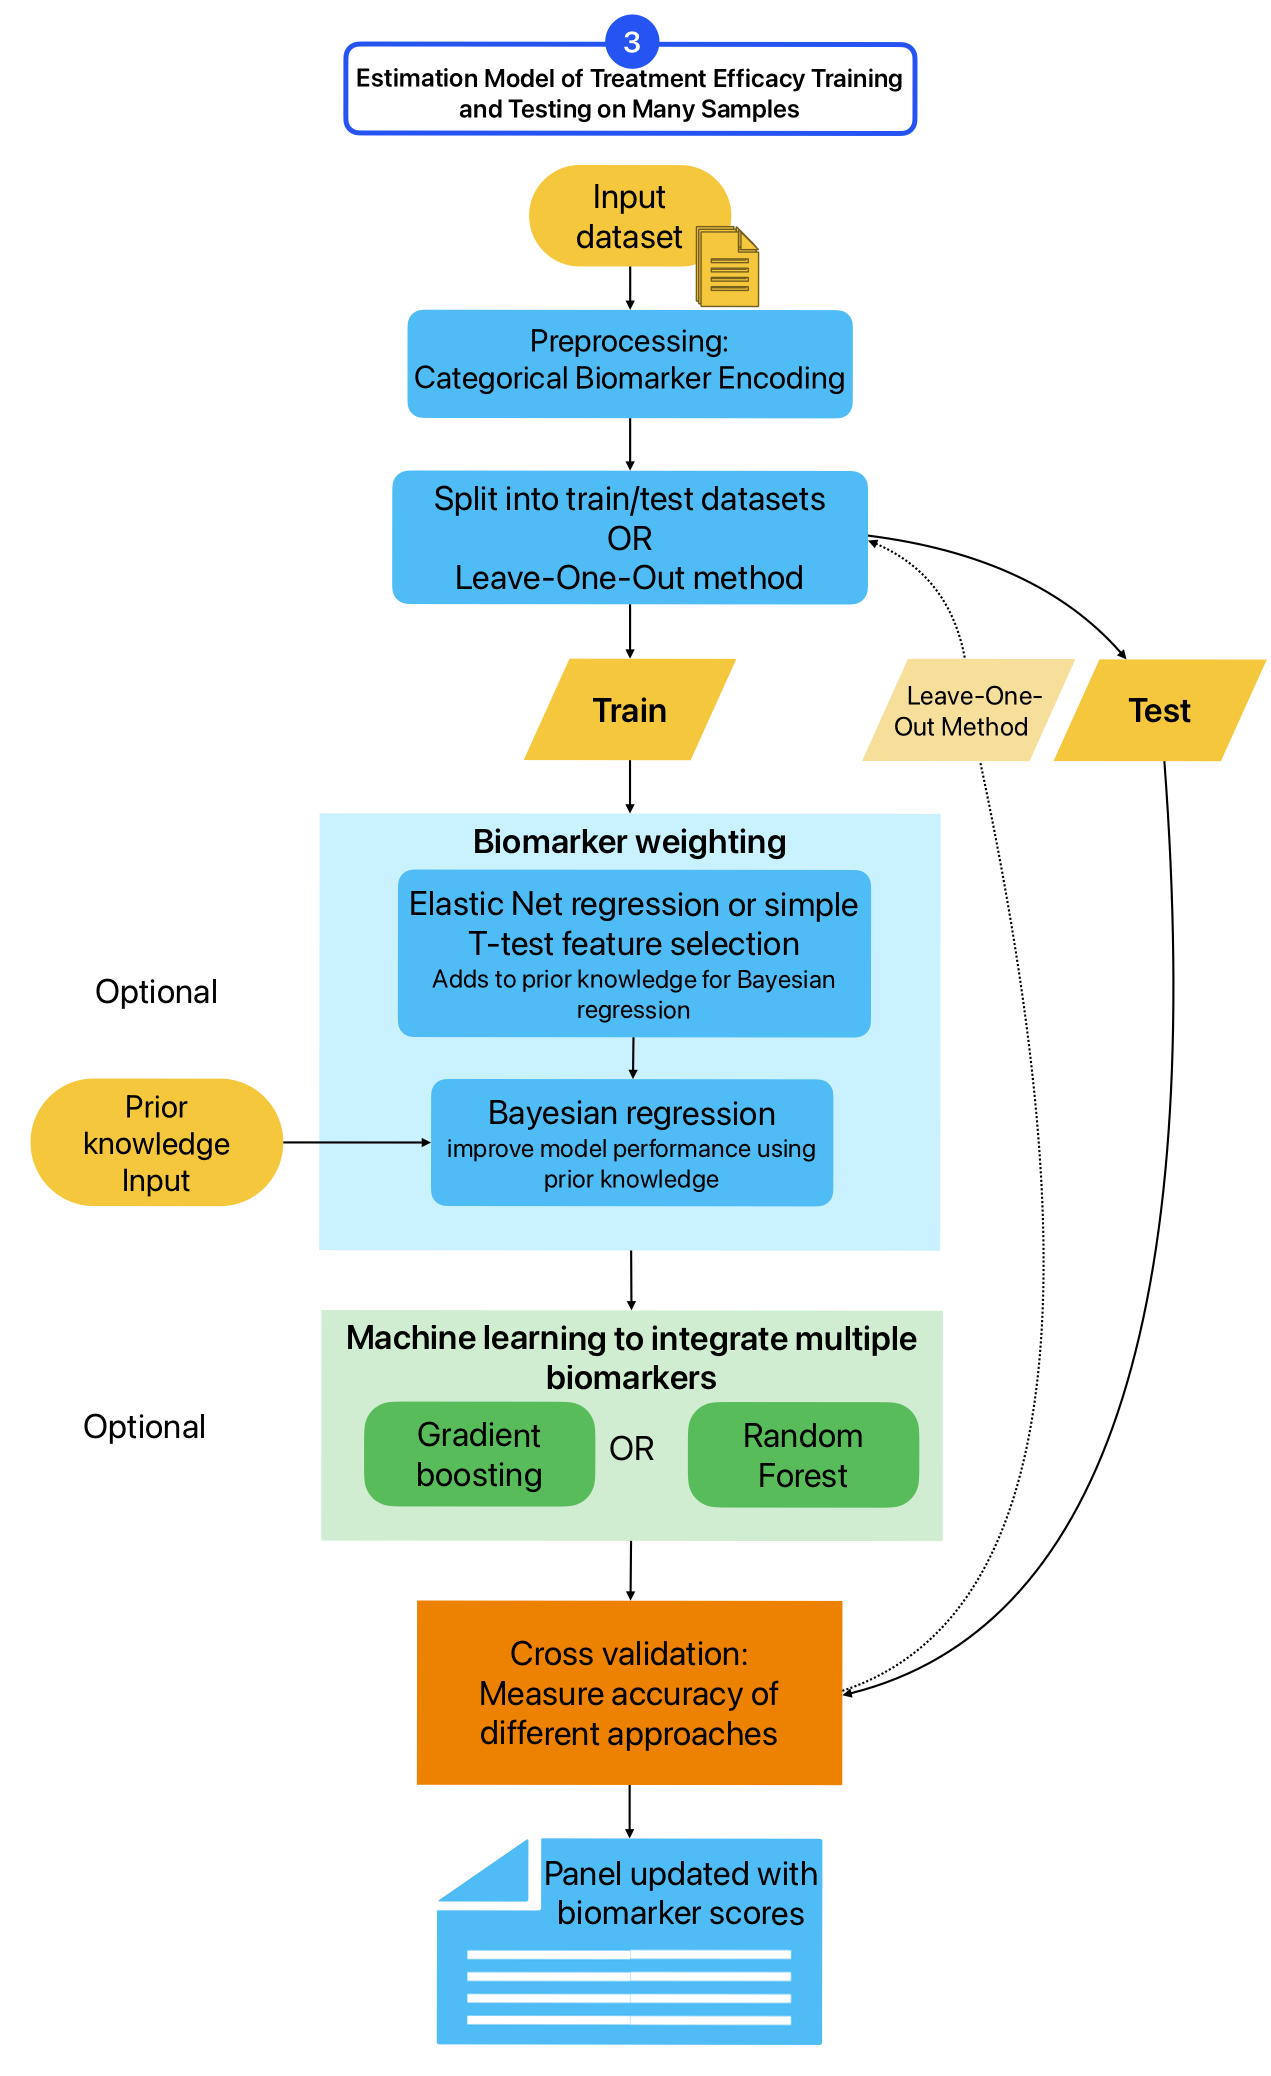 3
Estimation Model of Treatment Efficacy Training
and Testing on Many Samples
Input
dataset
Preprocessing:
Categorical Biomarker Encoding
Split into train/test datasets
OR
Leave-One-Out method
Train
Leave-One-
Out Method
Test
Biomarker weighting
Elastic Net regression or simple
T-test feature selection
Adds to prior knowledge for Bayesian
regression
Optional
Prior
knowledge
Input
Bayesian regression
improve model performance using
prior knowledge
Machine learning to integrate multiple
biomarkers
Optional
Gradient
boosting
OR
Random
Forest
Cross validation:
Measure accuracy of
different approaches
Panel updated with
biomarker scores